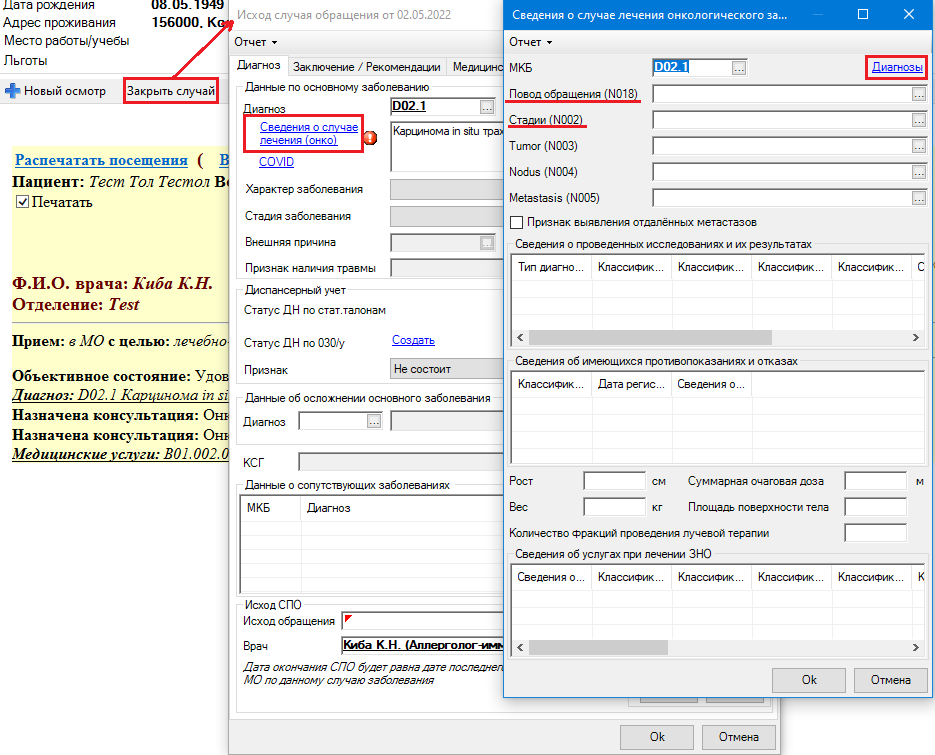 Дата рождения 08.05.1949
Адрес проживания 156000. Ко
Место работы/учебы
Льготы
Новый осмотр Закрыть случай
Распечатать посещения ( В
Пациент: Тест Тол Тестол Во
Печатать
Ф.И.О. врача: Киба К.Н.
Отделение: Test
Прием: в МО с целью: лечебно-
Объективное состояние: Удов
Диагноз: D02.1 Карцинома in si
Назначена консультация: Онк
Назначена консультация: Онк
Медицинские услуги: B01.002.0
Исход случая обращения от 02.05.2022
Отчет
Диагноз Заключение / Рекомендации Медицинс
Данные по основному заболеванию
Диагноз D02.1 ...
Сведения о случае
лечения (онко)
Карцинома in situ трах
COVID
Характер заболевания
Стадия заболевания
Внешняя причина ...
Признак наличия травмы
Диспансерный учет
Статус ДН по стат.талонам
Статус ДН по 030/у Создать
Признак Не состоит
Данные об осложнении основного заболевания
Диагноз ...
КСГ
Данные о сопутствующих заболеваниях
МКБ Диагноз
Исход СПО
Исход обращения
Врач Киба К.Н. (Аллерголог-имм
Дата окончания СПО будет равна дате последнег
МО по данному случаю заболевания
Ok Отмена
Сведения о случае лечения онкологического за...
Отчет
МКБ D02.1 ... Диагнозы
Повод обращения (N018) ...
Стадии (N002) ...
Tumor (N003) ...
Nodus (N004) ...
Metastasis (N005) ...
Признак выявления отдалённых метастазов
Сведения о проведенных исследованиях и их результатах
Тип диагно... Классифик... Классифик... Классифик... Классифик... С
Сведения об имеющихся противопоказаниях и отказах
Классифик... Дата регис... Сведения о...
Рост см Суммарная очаговая доза м
Вес кг Площадь поверхности тела
Количество фракций проведения лучевой терапии
Сведения об услугах при лечении ЗНО
Сведения о... Классифик... Классифик... Классифик... Классифик... К
Ok Отмена